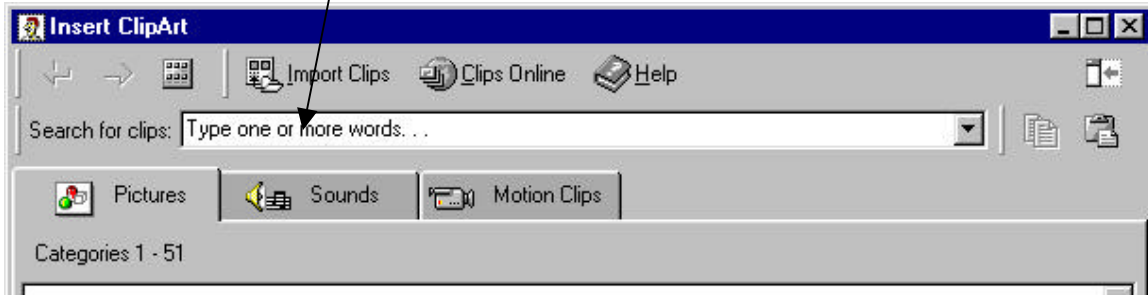 Insert ClipArt
Import Clips Clips Online Help
Search for clips: Type one or more words. . .
Pictures Sounds Motion Clips
Categories 1 - 51